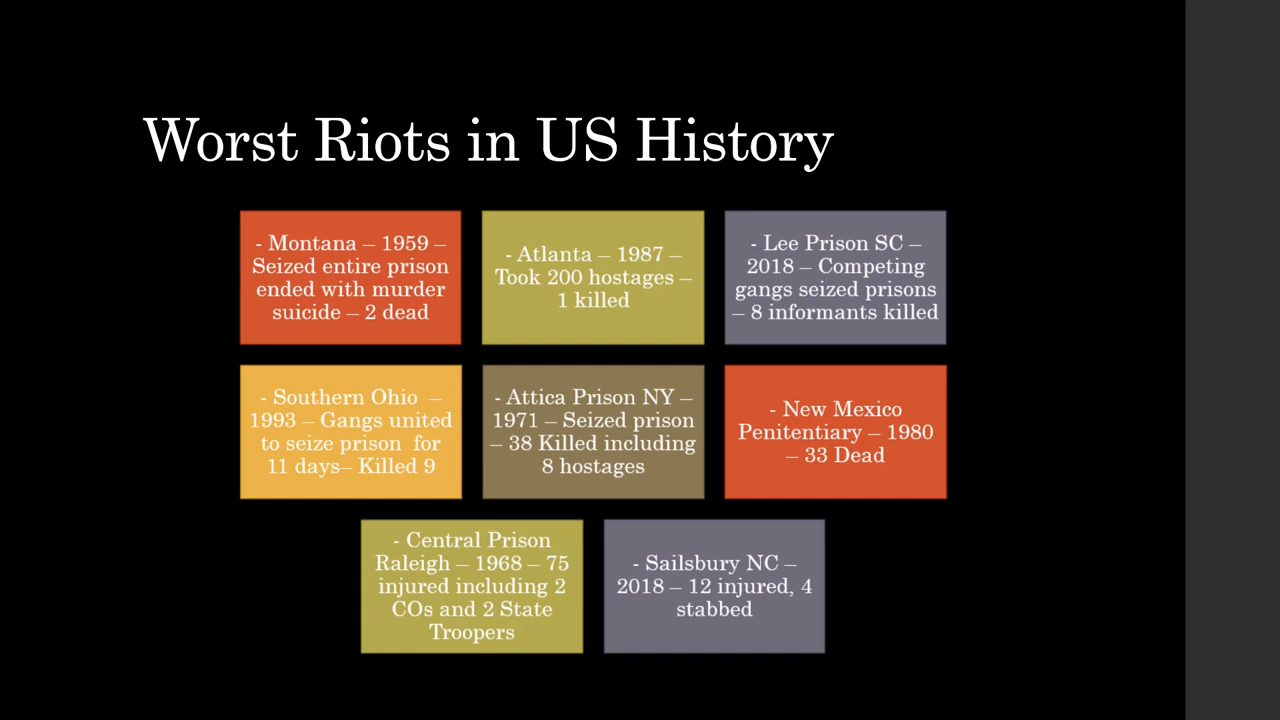 Worst Riots in US History
- Montana – 1959 –
Seized entire prison
ended with murder
suicide – 2 dead
- Atlanta – 1987 –
Took 200 hostages –
1 killed
- Lee Prison SC –
2018 – Competing
gangs seized prisons
– 8 informants killed
- Southern Ohio –
1993 – Gangs united
to seize prison for
11 days– Killed 9
- Attica Prison NY –
1971 – Seized prison
– 38 Killed including
8 hostages
- New Mexico
Penitentiary – 1980
– 33 Dead
- Central Prison
Raleigh – 1968 – 75
injured including 2
COs and 2 State
Troopers
- Sailsbury NC –
2018 – 12 injured, 4
stabbed